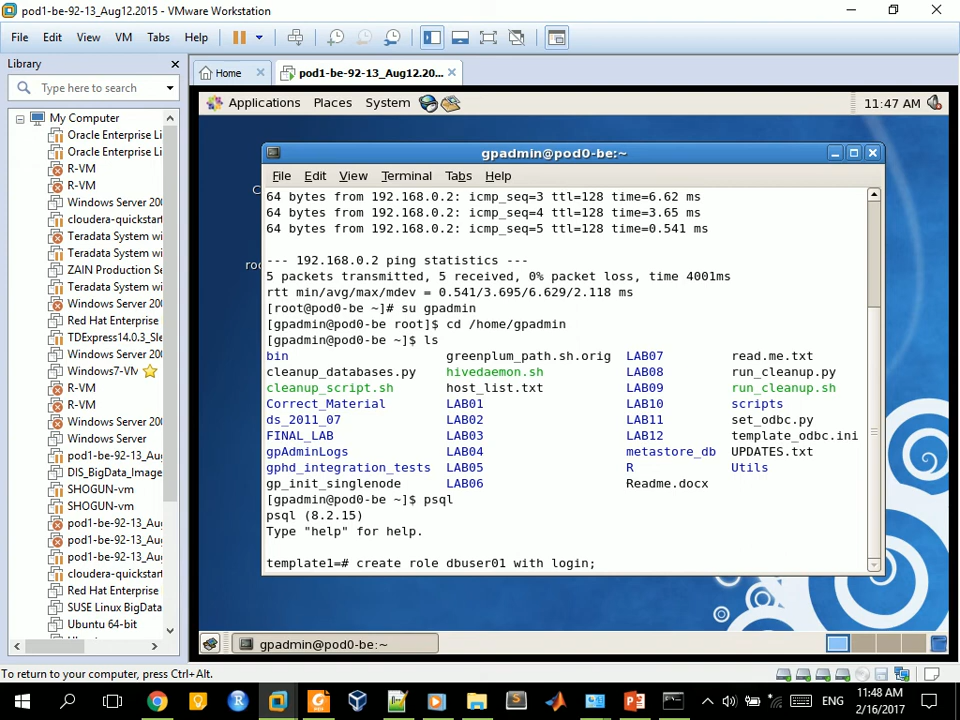 pod1-be-92-13_Aug12.2015 - VMware Workstation
File Edit View VM Tabs Help
Library
Type here to search
My Computer
Oracle Enterprise Li
Oracle Enterprise Li
R-VM
R-VM
Windows Server 200
cloudera-quickstart
Teradata System wi
Teradata System wi
ZAIN Production Se
Teradata System wi
Windows Server 200
Red Hat Enterprise
TDExpress14.0.3_Sle
Windows Server 200
Windows7-VM
R-VM
R-VM
Windows Server 200
Windows Server
pod1-be-92-13_Aug
DIS_BigData_Image
SHOGUN-vm
SHOGUN-vm
pod1-be-92-13_Aug
pod1-be-92-13_Aug
pod1-be-92-13_Aug
cloudera-quickstart
Red Hat Enterprise
SUSE Linux BigData
Ubuntu 64-bit
Home
pod1-be-92-13_Aug12.20...
Applications Places System
11:47 AM
gpadmin@pod0-be:~
File Edit View Terminal Tabs Help
64 bytes from 192.168.0.2: icmp_seq=3 ttl=128 time=6.62 ms
64 bytes from 192.168.0.2: icmp_seq=4 ttl=128 time=3.65 ms
64 bytes from 192.168.0.2: icmp_seq=5 ttl=128 time=0.541 ms
--- 192.168.0.2 ping statistics ---
5 packets transmitted, 5 received, 0% packet loss, time 4001ms
rtt min/avg/max/mdev = 0.541/3.695/6.629/2.118 ms
[root@pod0-be ~]# su gpadmin
[gpadmin@pod0-be root]$ cd /home/gpadmin
[gpadmin@pod0-be ~]$ ls
bin greenplum_path.sh.orig LAB07 read.me.txt
cleanup_databases.py hivedaemon.sh LAB08 run_cleanup.py
cleanup_script.sh host_list.txt LAB09 run_cleanup.sh
Correct_Material LAB01 LAB10 scripts
ds_2011_07 LAB02 LAB11 set_odbc.py
FINAL_LAB LAB03 LAB12 template_odbc.ini
gpAdminLogs LAB04 metastore_db UPDATES.txt
gphd_integration_tests LAB05 R Utils
gp_init_singlenode LAB06 Readme.docx
[gpadmin@pod0-be ~]$ psql
psql (8.2.15)
Type "help" for help.
template1=# create role dbuser01 with login;
gpadmin@pod0-be:~
To return to your computer, press Ctrl+Alt.
ENG
11:48 AM
2/16/2017